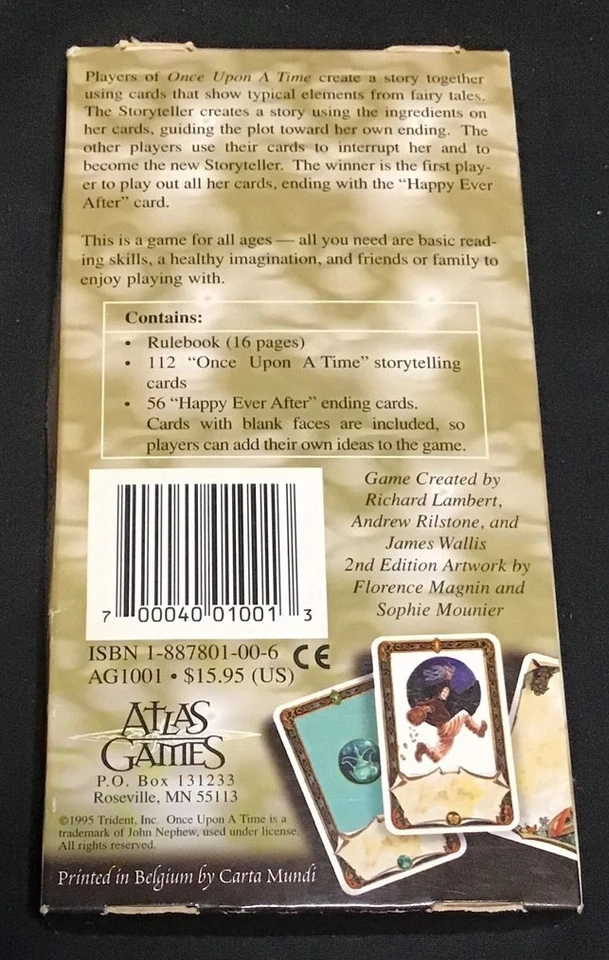 Players of Once Upon A Time create a story together
using cards that show typical elements from fairy tales.
The Storyteller creates a story using the ingredients on
her cards, guiding the plot toward her own ending. The
other players use their cards to interrupt her and to
become the new Storyteller. The winner is the first play-
er to play out all her cards, ending with the "Happy Ever
After" card.
This is a game for all ages — all you need are basic read-
ing skills, a healthy imagination, and friends or family to
enjoy playing with.
Contains:
• Rulebook (16 pages)
• 112 "Once Upon A Time" storytelling
cards
• 56 "Happy Ever After" ending cards.
Cards with blank faces are included, so
players can add their own ideas to the game.
Game Created by
Richard Lambert,
Andrew Rilstone, and
James Wallis
2nd Edition Artwork by
Florence Magnin and
Sophie Mounier
7 00040 01001 3
ISBN 1-887801-00-6 CE
AG1001 • $15.95 (US)
ATLAS
GAMES
P.O. Box 131233
Roseville, MN 55113
©1995 Trident, Inc. Once Upon A Time is a
trademark of John Nephew, used under license.
All rights reserved.
Printed in Belgium by Carta Mundi